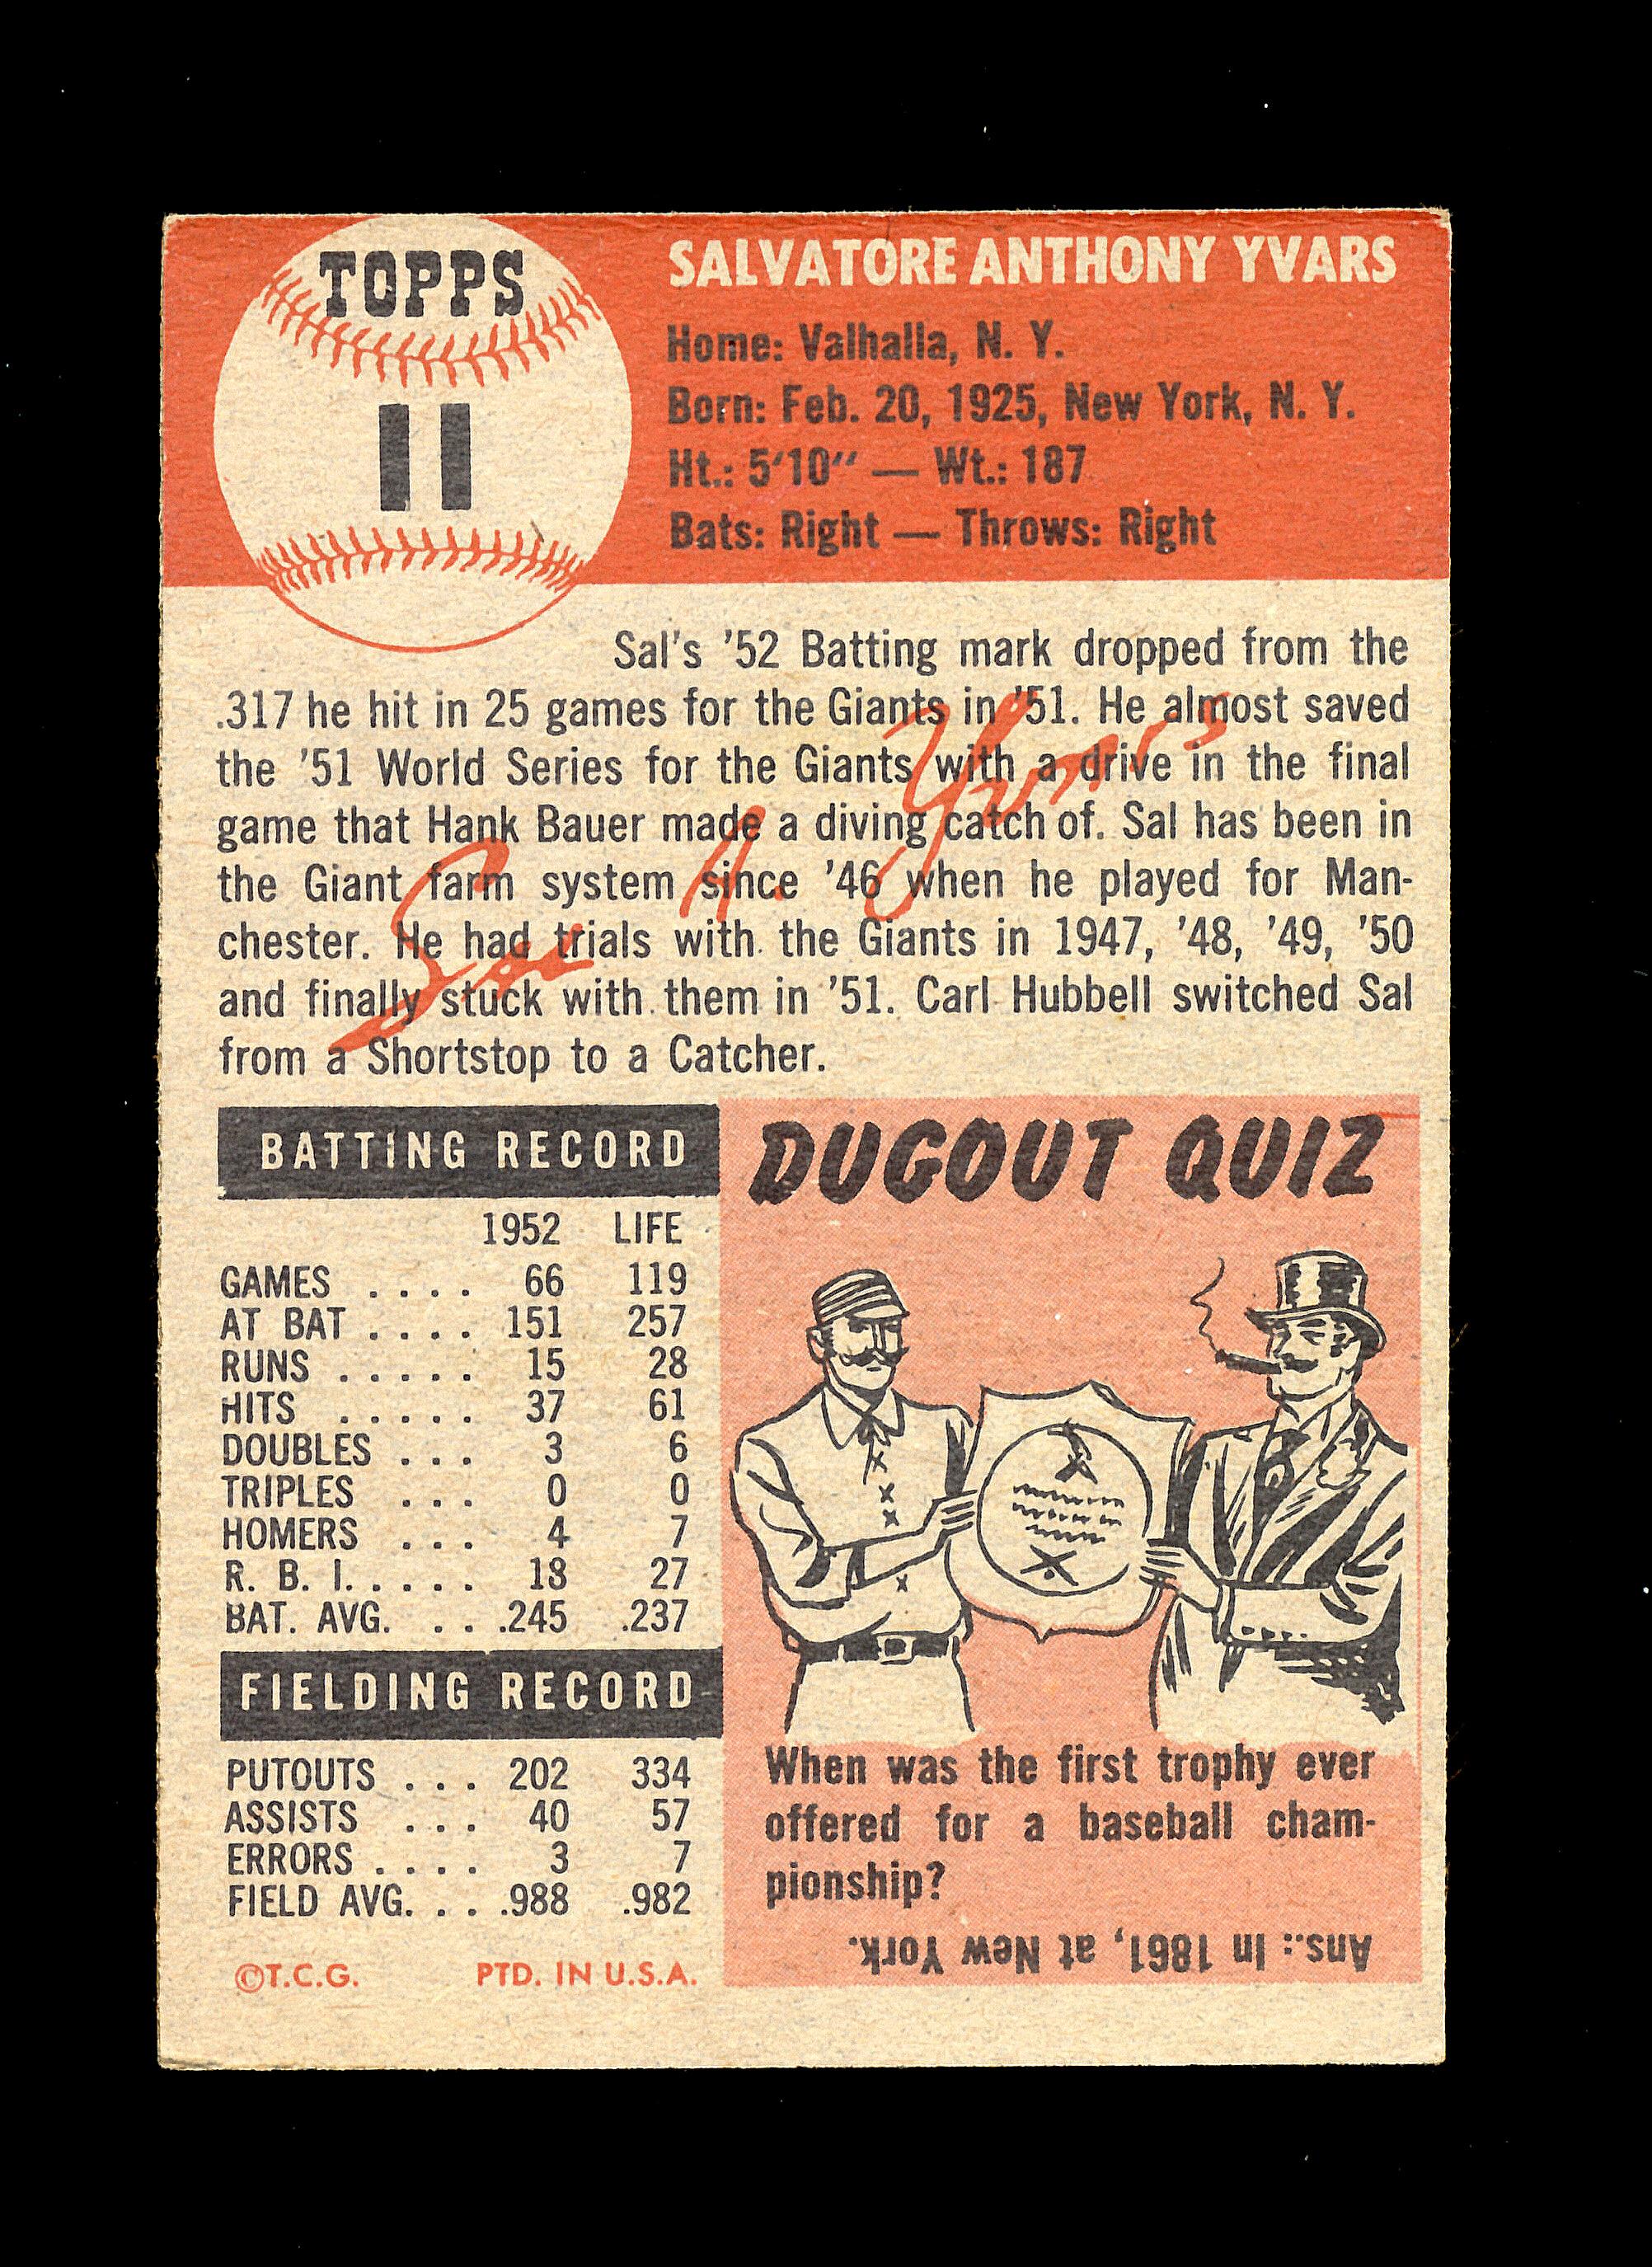 TOPPS
11
SALVATORE ANTHONY YVARS
Home: Valhalla, N. Y.
Born: Feb. 20, 1925, New York, N. Y.
Ht.: 5'10" — Wt.: 187
Bats: Right — Throws: Right
Sal's '52 Batting mark dropped from the
.317 he hit in 25 games for the Giants in '51. He almost saved
the '51 World Series for the Giants with a drive in the final
game that Hank Bauer made a diving catch of. Sal has been in
the Giant farm system since '46 when he played for Man-
chester. He had trials with the Giants in 1947, '48, '49, '50
and finally stuck with them in '51. Carl Hubbell switched Sal
from a Shortstop to a Catcher.
Sal A. Yvars
BATTING RECORD
1952 LIFE
GAMES . . . . 66 119
AT BAT . . . . 151 257
RUNS . . . . . 15 28
HITS . . . . . 37 61
DOUBLES . . . 3 6
TRIPLES . . . 0 0
HOMERS . . . 4 7
R. B. I. . . . . 18 27
BAT. AVG. . . . .245 .237
FIELDING RECORD
PUTOUTS . . . 202 334
ASSISTS . . . 40 57
ERRORS . . . . 3 7
FIELD AVG. . . . .988 .982
©T.C.G. PTD. IN U.S.A.
DUGOUT QUIZ
When was the first trophy ever
offered for a baseball cham-
pionship?
Ans.: In 1861, at New York.